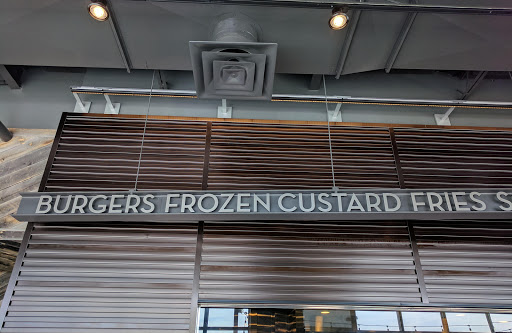 BURGERS FROZEN CUSTARD FRIES S